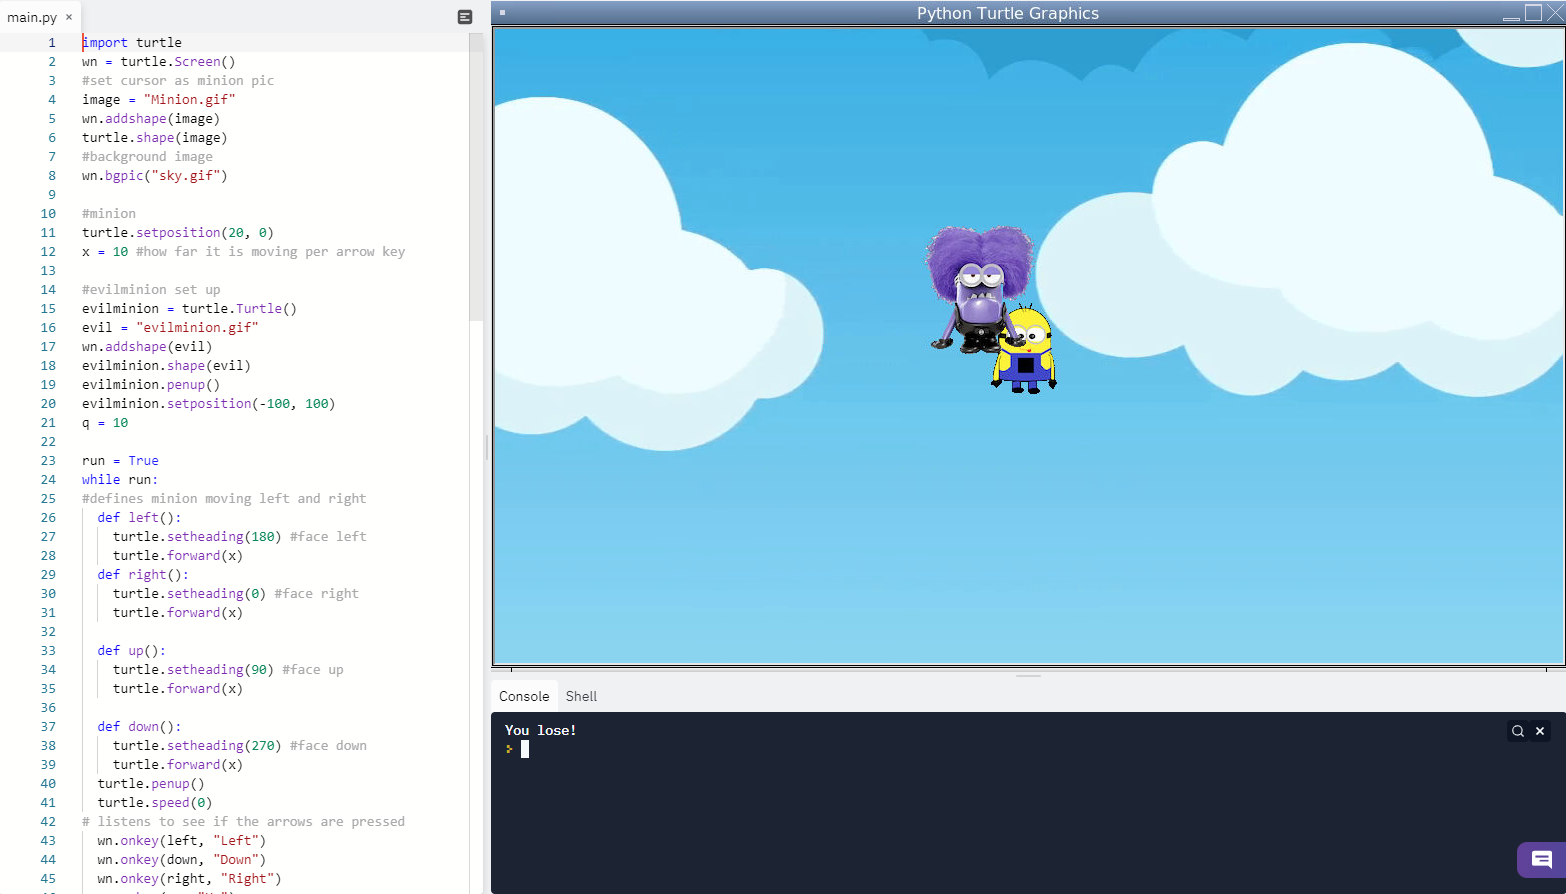 main.py ×
1 import turtle
2 wn = turtle.Screen()
3 #set cursor as minion pic
4 image = "Minion.gif"
5 wn.addshape(image)
6 turtle.shape(image)
7 #background image
8 wn.bgpic("sky.gif")
9
10 #minion
11 turtle.setposition(20, 0)
12 x = 10 #how far it is moving per arrow key
13
14 #evilminion set up
15 evilminion = turtle.Turtle()
16 evil = "evilminion.gif"
17 wn.addshape(evil)
18 evilminion.shape(evil)
19 evilminion.penup()
20 evilminion.setposition(-100, 100)
21 q = 10
22
23 run = True
24 while run:
25 #defines minion moving left and right
26 def left():
27 turtle.setheading(180) #face left
28 turtle.forward(x)
29 def right():
30 turtle.setheading(0) #face right
31 turtle.forward(x)
32
33 def up():
34 turtle.setheading(90) #face up
35 turtle.forward(x)
36
37 def down():
38 turtle.setheading(270) #face down
39 turtle.forward(x)
40 turtle.penup()
41 turtle.speed(0)
42 # listens to see if the arrows are pressed
43 wn.onkey(left, "Left")
44 wn.onkey(down, "Down")
45 wn.onkey(right, "Right")
Python Turtle Graphics
Console Shell
You lose!